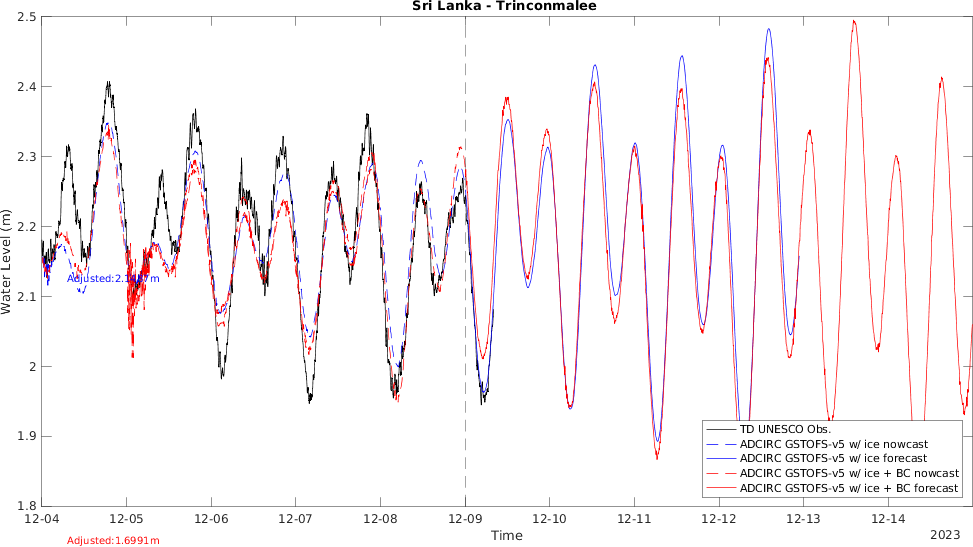 Sri Lanka - Trinconmalee
2.5
2.4
2.3
2.2
2.1
2
1.9
1.8
Water Level (m)
12-04
12-05
12-06
12-07
12-08
12-09
12-10
12-11
12-12
12-13
12-14
Time
2023
Adjusted:1.6991m
TD UNESCO Obs.
ADCIRC GSTOFS-v5 w/ ice nowcast
ADCIRC GSTOFS-v5 w/ ice forecast
ADCIRC GSTOFS-v5 w/ ice + BC nowcast
ADCIRC GSTOFS-v5 w/ ice + BC forecast